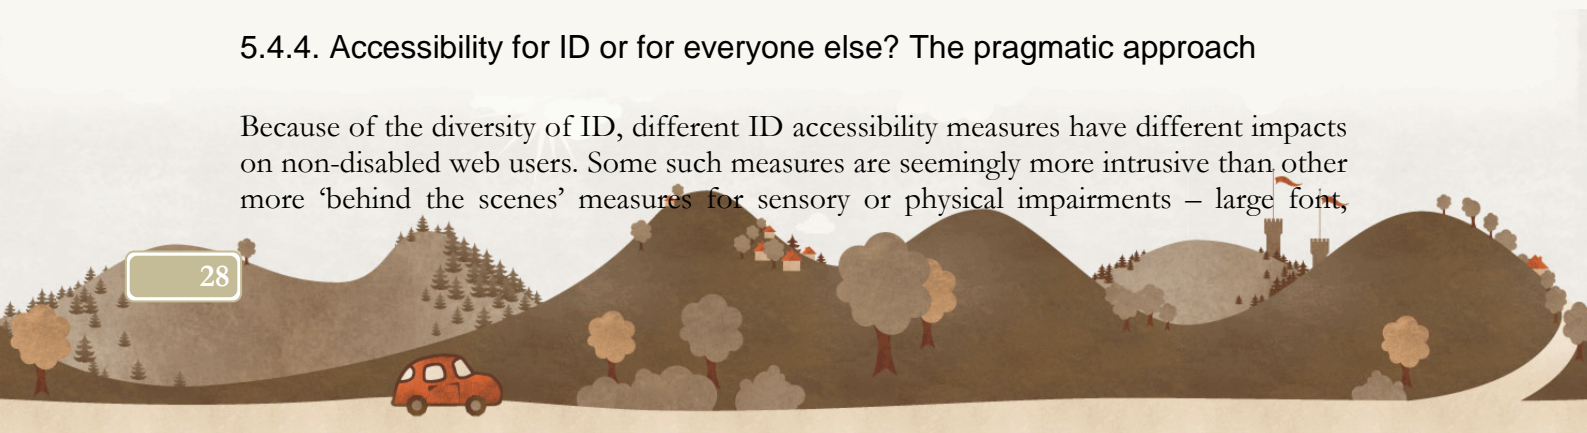 5.4.4. Accessibility for ID or for everyone else? The pragmatic approach
Because of the diversity of ID, different ID accessibility measures have different impacts
on non-disabled web users. Some such measures are seemingly more intrusive than other
more ‘behind the scenes’ measures for sensory or physical impairments – large font,
28